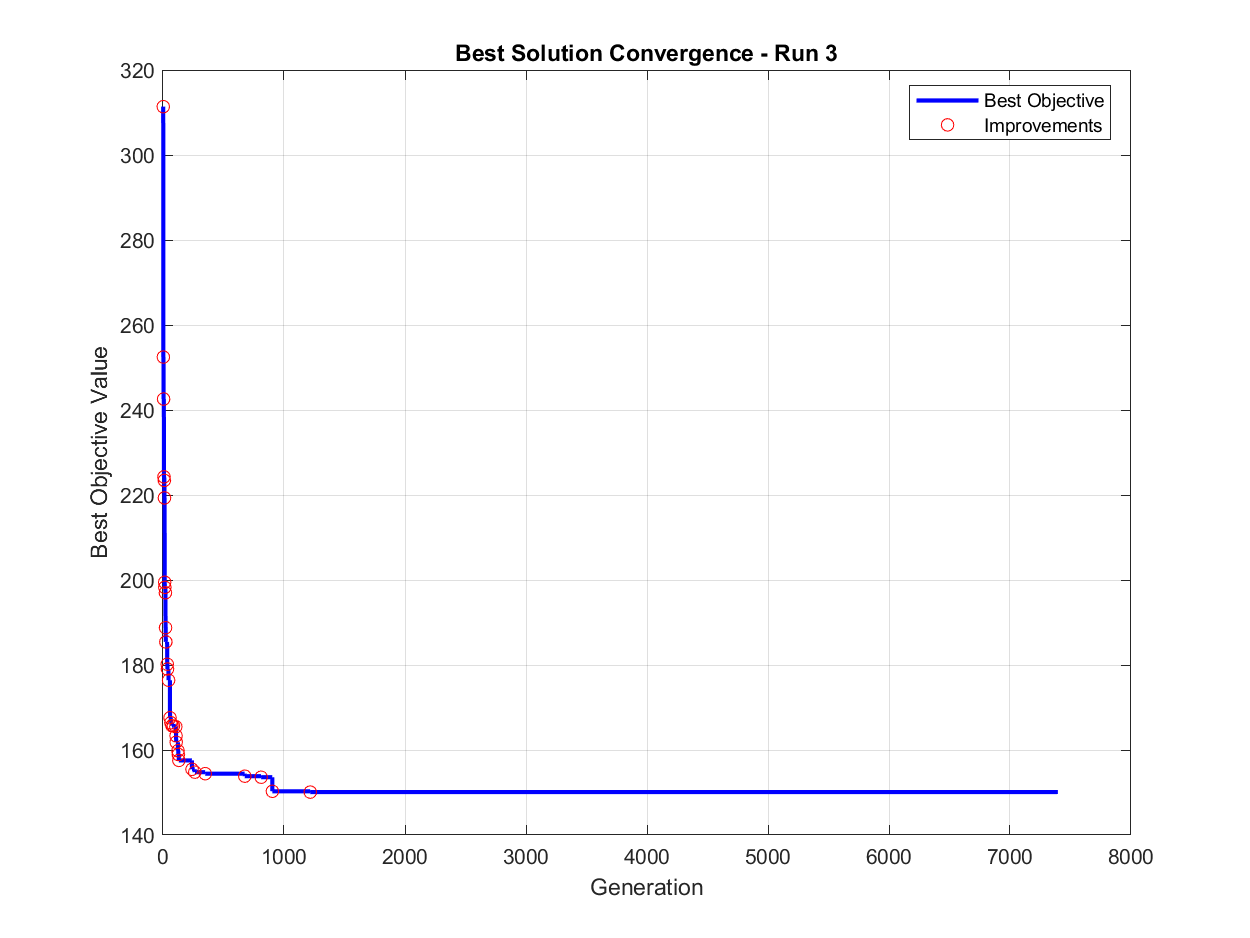 Best Solution Convergence - Run 3
Best Objective
Improvements
320
300
280
260
240
220
200
180
160
140
Best Objective Value
0 1000 2000 3000 4000 5000 6000 7000 8000
Generation